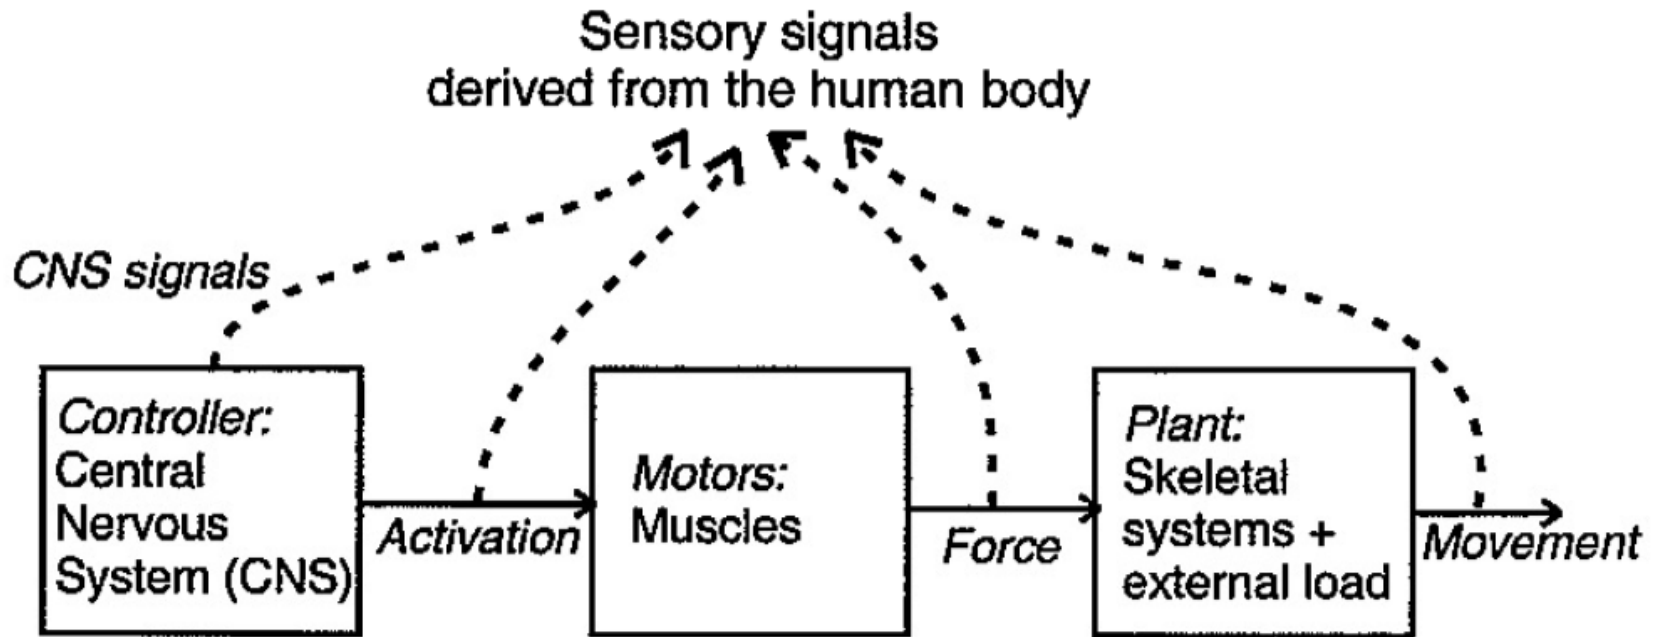 Sensory signals
derived from the human body
CNS signals
Controller:
Central
Nervous
System (CNS)
Activation
Motors:
Muscles
Force
Plant:
Skeletal
systems +
external load
Movement